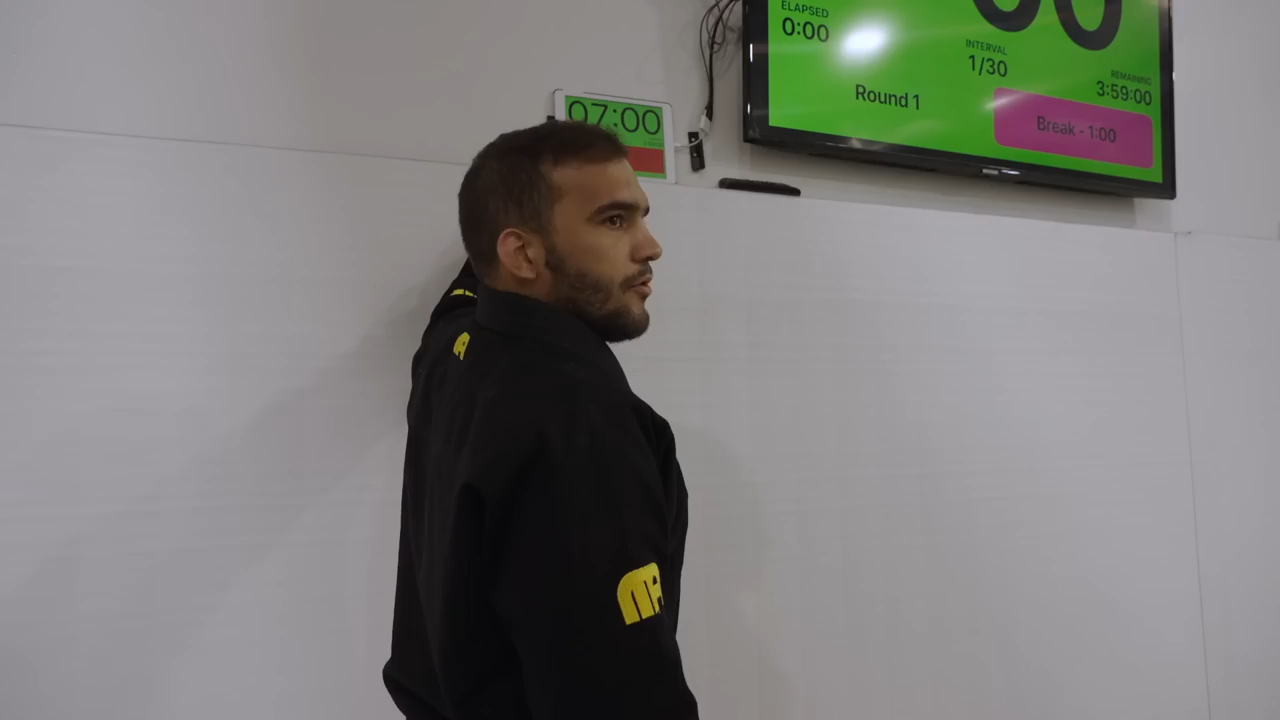 ELAPSED
0:00
INTERVAL
1/30
REMAINING
3:59:00
Round 1
Break - 1:00
07:00
MA